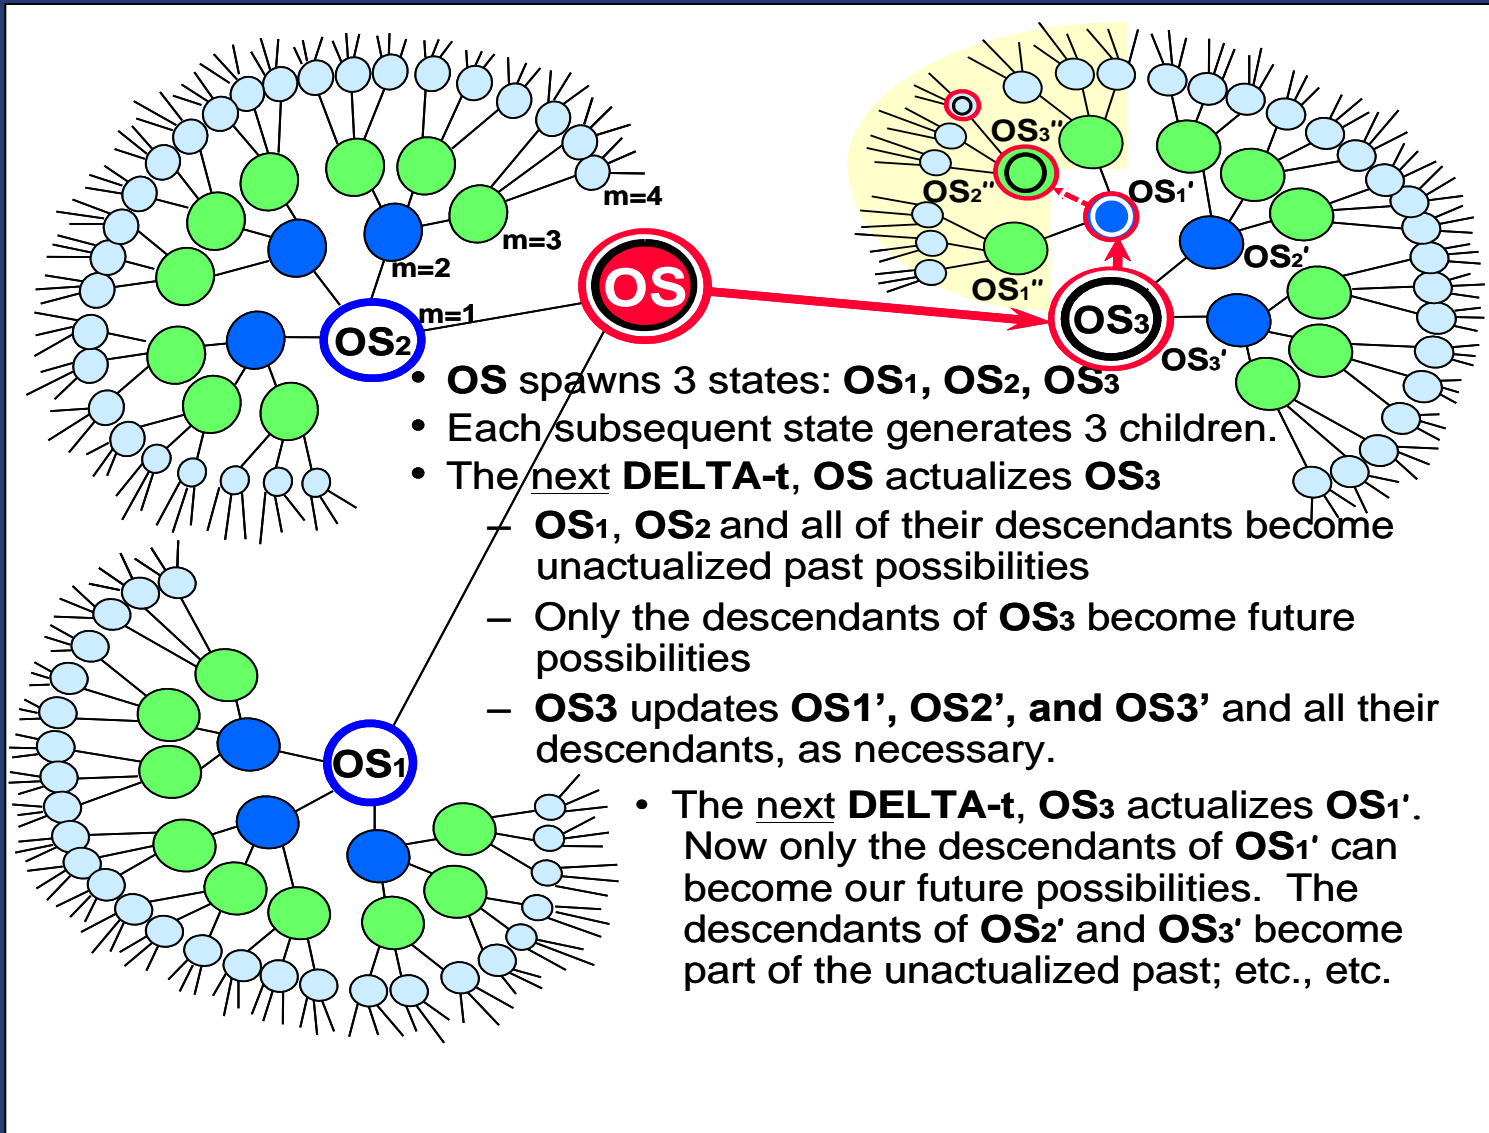 OS3''
OS2''
OS1'
m=4
m=3
OS2'
m=2
OS
OS1''
m=1
OS3
OS2
OS3'
• OS spawns 3 states: OS1, OS2, OS3
• Each subsequent state generates 3 children.
• The next DELTA-t, OS actualizes OS3
– OS1, OS2 and all of their descendants become
unactualized past possibilities
– Only the descendants of OS3 become future
possibilities
– OS3 updates OS1’, OS2’, and OS3’ and all their
descendants, as necessary.
OS1
• The next DELTA-t, OS3 actualizes OS1'.
Now only the descendants of OS1' can
become our future possibilities. The
descendants of OS2' and OS3' become
part of the unactualized past; etc., etc.